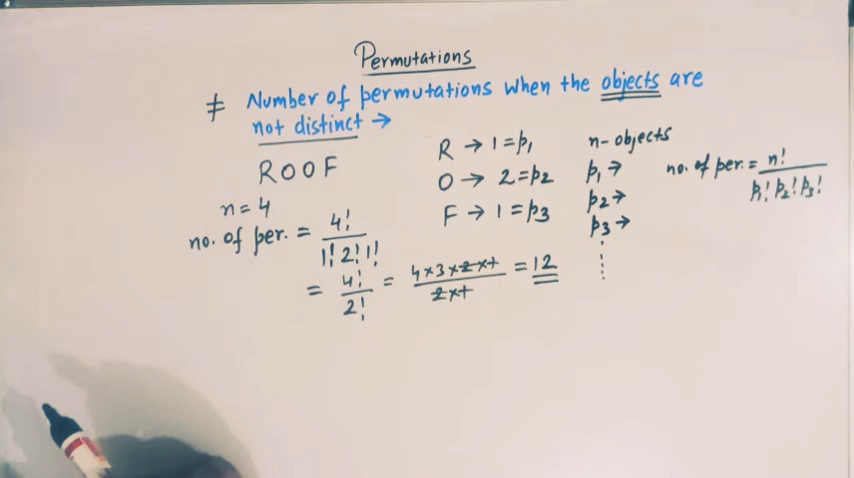 Permutations
≠ Number of permutations when the objects are
not distinct →
ROOF
n = 4
no. of per. = 4! / 1! 2! 1!
= 4! / 2! = 4×3×2×1 / 2×1 = 12
R → 1 = p1
O → 2 = p2
F → 1 = p3
n-objects
p1 →
p2 →
p3 →
no. of per. = n! / p1! p2! p3!